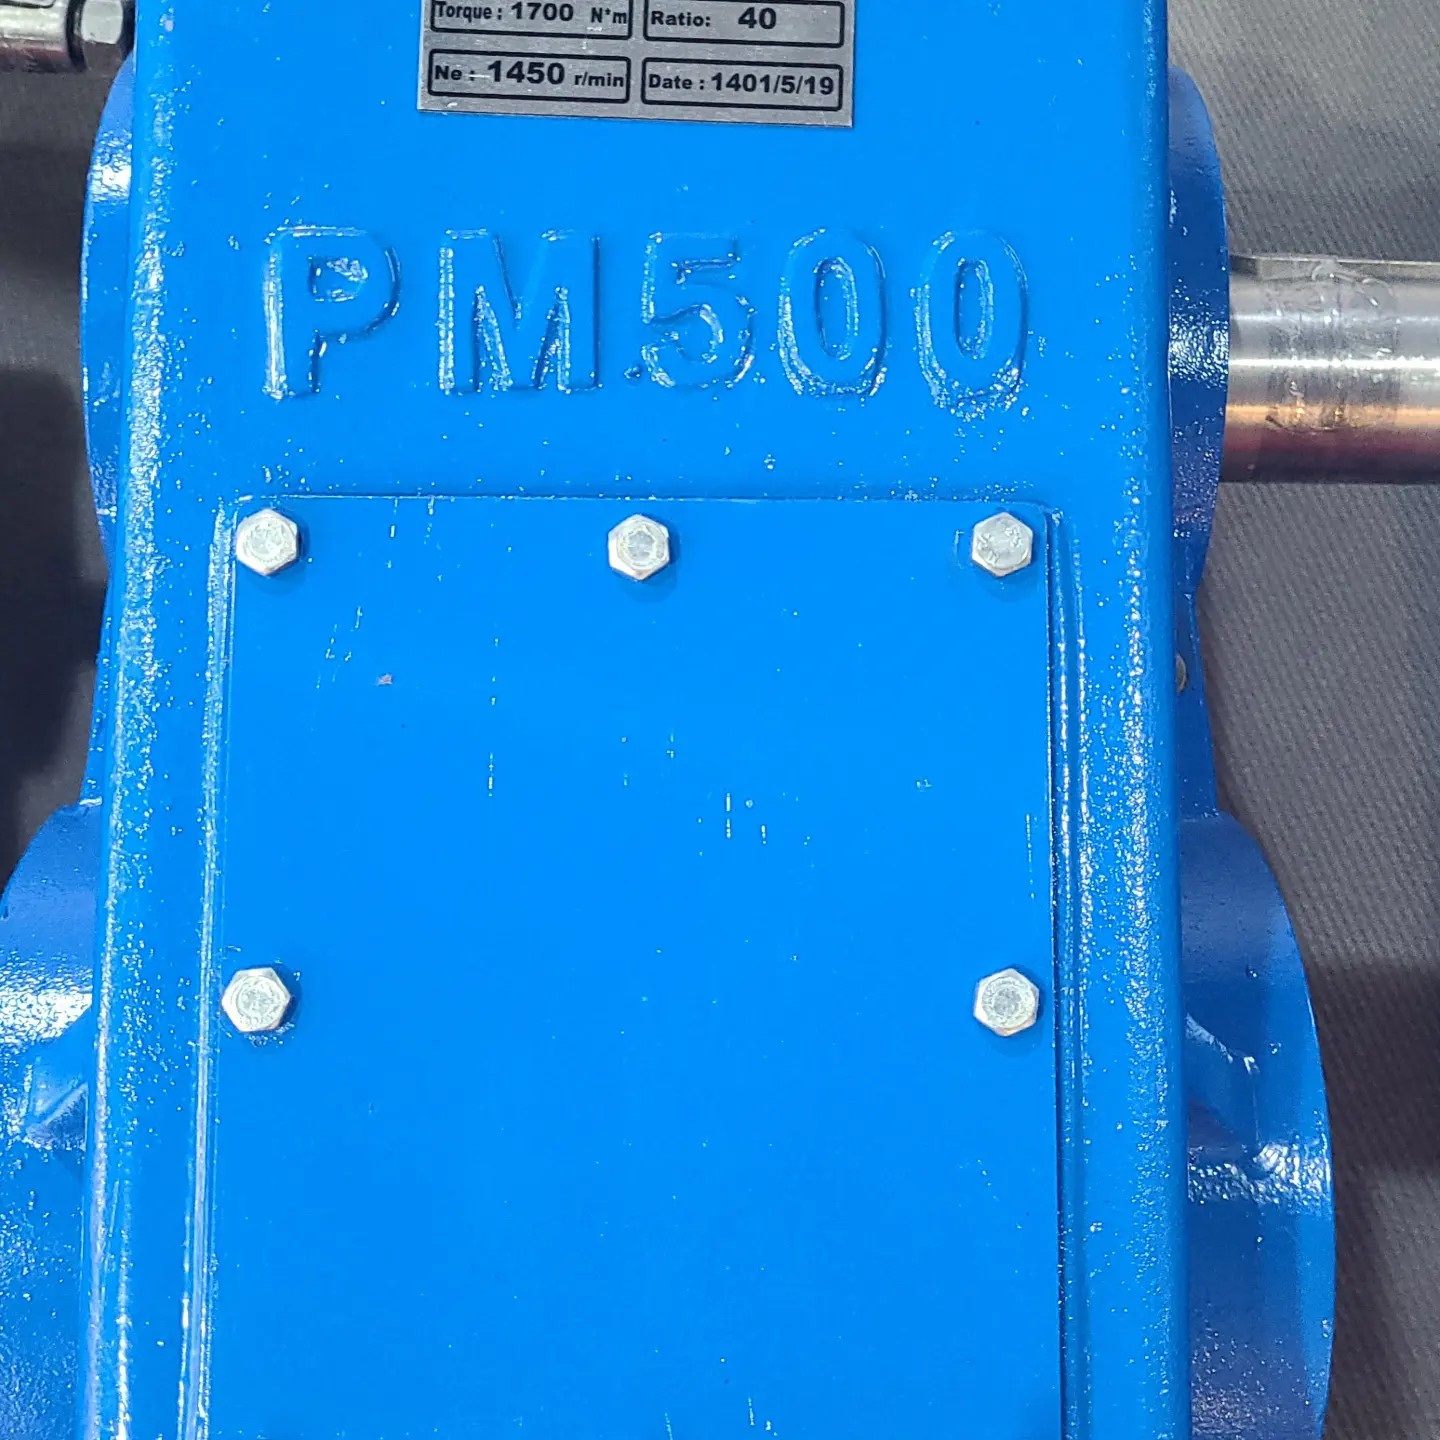 Torque : 1700 N*m Ratio: 40
Ne : 1450 r/min Date : 1401/5/19
PM500